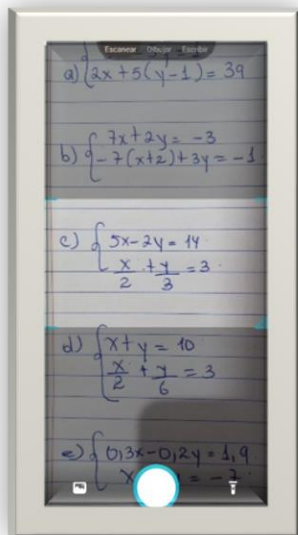 Escanear Dibujar Escribir
a) { 2x + 5(y-1) = 39
b) { 7x + 2y = -3
-7(x+2) + 3y = -1
c) { 5x - 2y = 14
x/2 + y/3 = 3
d) { x + y = 10
x/2 + y/6 = 3
e) { 0,3x - 0,2y = 1,9
x = -7